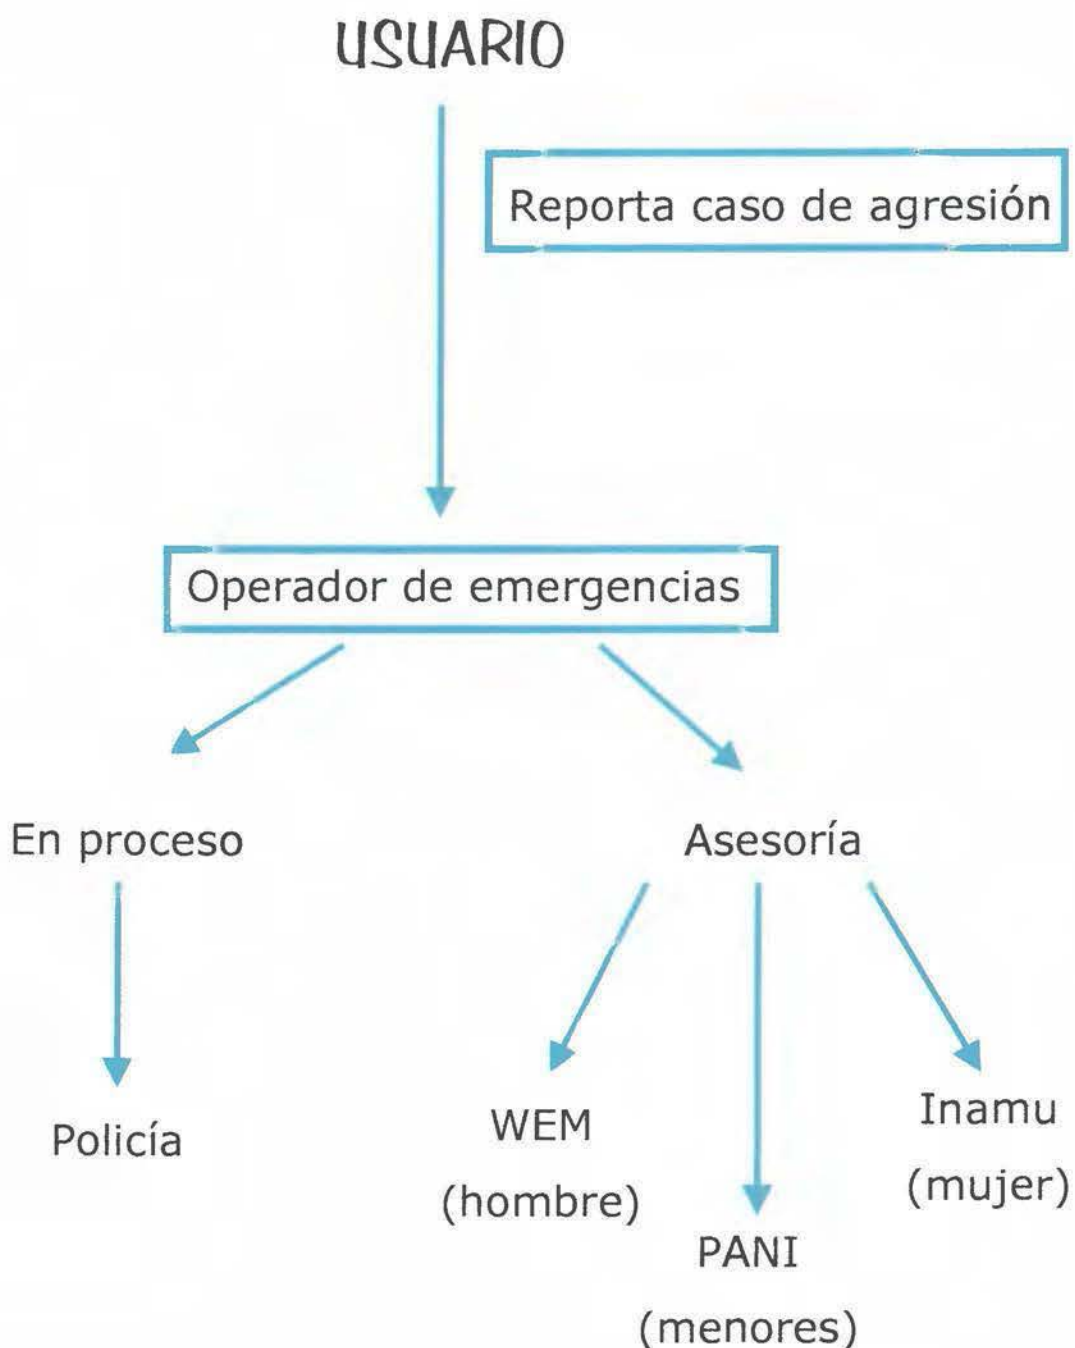 USUARIO
Reporta caso de agresión
Operador de emergencias
En proceso
Asesoría
Policía
WEM
(hombre)
PANI
(menores)
Inamu
(mujer)